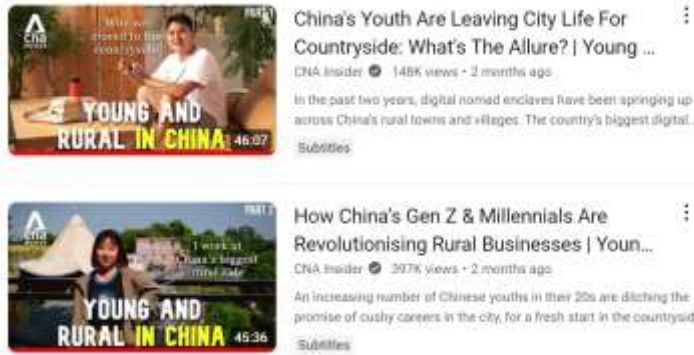 cna
Why we
moved to the
countryside
YOUNG AND
RURAL IN CHINA
46:07
China's Youth Are Leaving City Life For
Countryside: What's The Allure? | Young ...
CNA Insider 148K views • 2 months ago
In the past two years, digital nomad enclaves have been springing up
across China's rural towns and villages. The country's biggest digital...
Subtitles
PART 2
cna
I work at
China's biggest
rural cafe
YOUNG AND
RURAL IN CHINA
45:36
How China's Gen Z & Millennials Are
Revolutionising Rural Businesses | Youn...
CNA Insider 397K views • 2 months ago
An increasing number of Chinese youths in their 20s are ditching the
promise of cushy careers in the city, for a fresh start in the countrysid
Subtitles